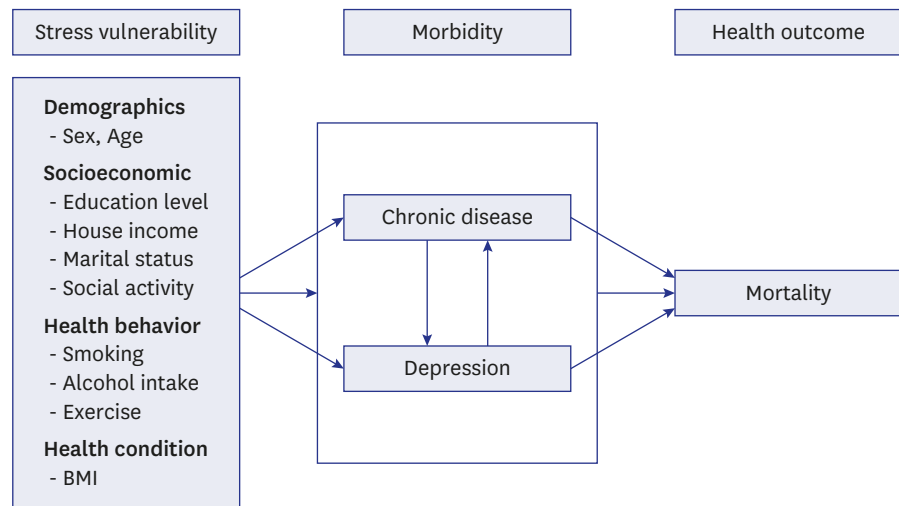 Stress vulnerability
Morbidity
Health outcome
Demographics
- Sex, Age
Socioeconomic
- Education level
- House income
- Marital status
- Social activity
Health behavior
- Smoking
- Alcohol intake
- Exercise
Health condition
- BMI
Chronic disease
Depression
Mortality